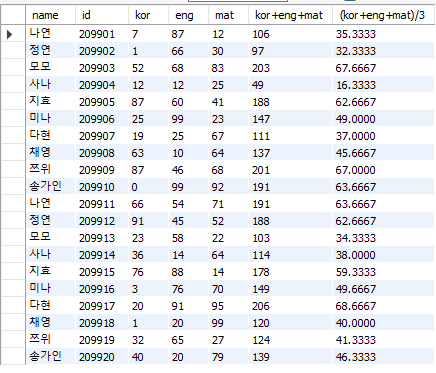 name id kor eng mat kor+eng+mat (kor+eng+mat)/3
나연 209901 7 87 12 106 35.3333
정연 209902 1 66 30 97 32.3333
모모 209903 52 68 83 203 67.6667
사나 209904 12 12 25 49 16.3333
지효 209905 87 60 41 188 62.6667
미나 209906 25 99 23 147 49.0000
다현 209907 19 25 67 111 37.0000
채영 209908 63 10 64 137 45.6667
쯔위 209909 87 46 68 201 67.0000
송가인 209910 0 99 92 191 63.6667
나연 209911 66 54 71 191 63.6667
정연 209912 91 45 52 188 62.6667
모모 209913 23 58 22 103 34.3333
사나 209914 36 14 64 114 38.0000
지효 209915 76 88 14 178 59.3333
미나 209916 3 76 70 149 49.6667
다현 209917 20 91 95 206 68.6667
채영 209918 1 20 99 120 40.0000
쯔위 209919 32 65 27 124 41.3333
송가인 209920 40 20 79 139 46.3333